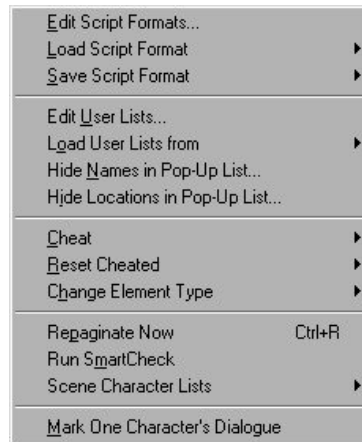 Edit Script Formats...
Load Script Format
Save Script Format
Edit User Lists...
Load User Lists from
Hide Names in Pop-Up List...
Hide Locations in Pop-Up List...
Cheat
Reset Cheated
Change Element Type
Repaginate Now Ctrl+R
Run SmartCheck
Scene Character Lists
Mark One Character's Dialogue